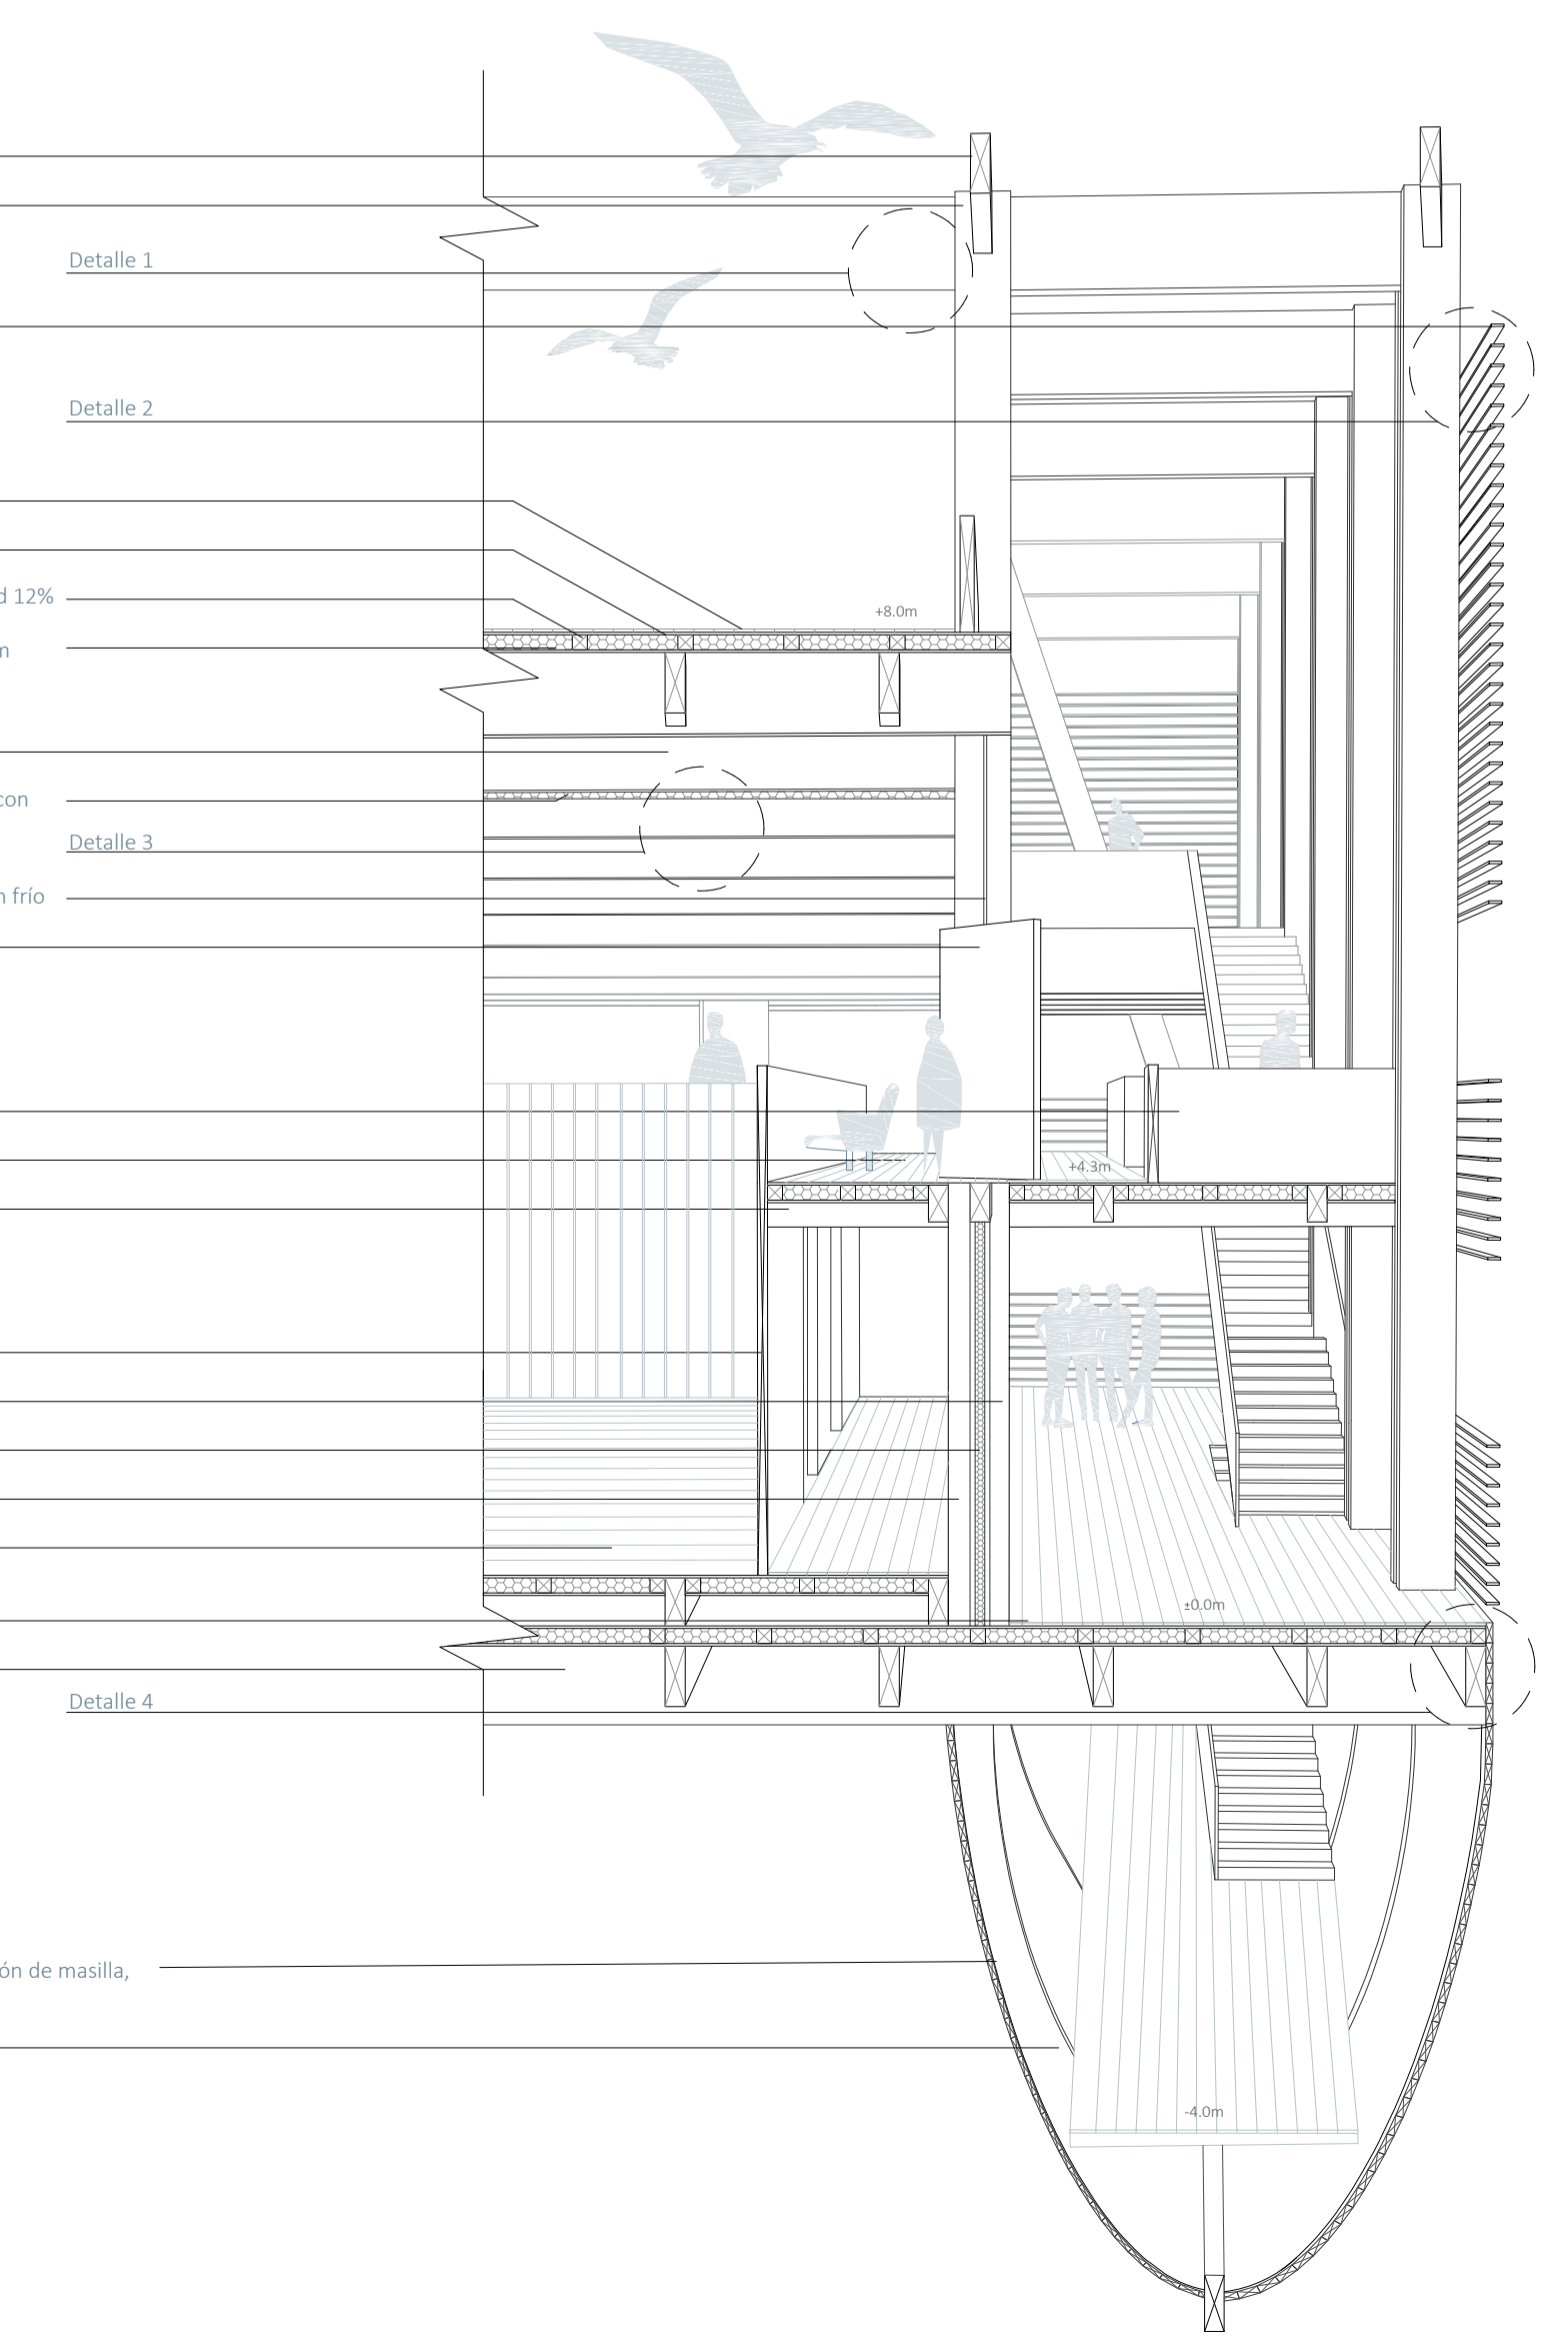 Detalle 1
Detalle 2
12%
+8.0m
con
Detalle 3
frío
+4.3m
±0.0m
Detalle 4
de masilla,
-4.0m